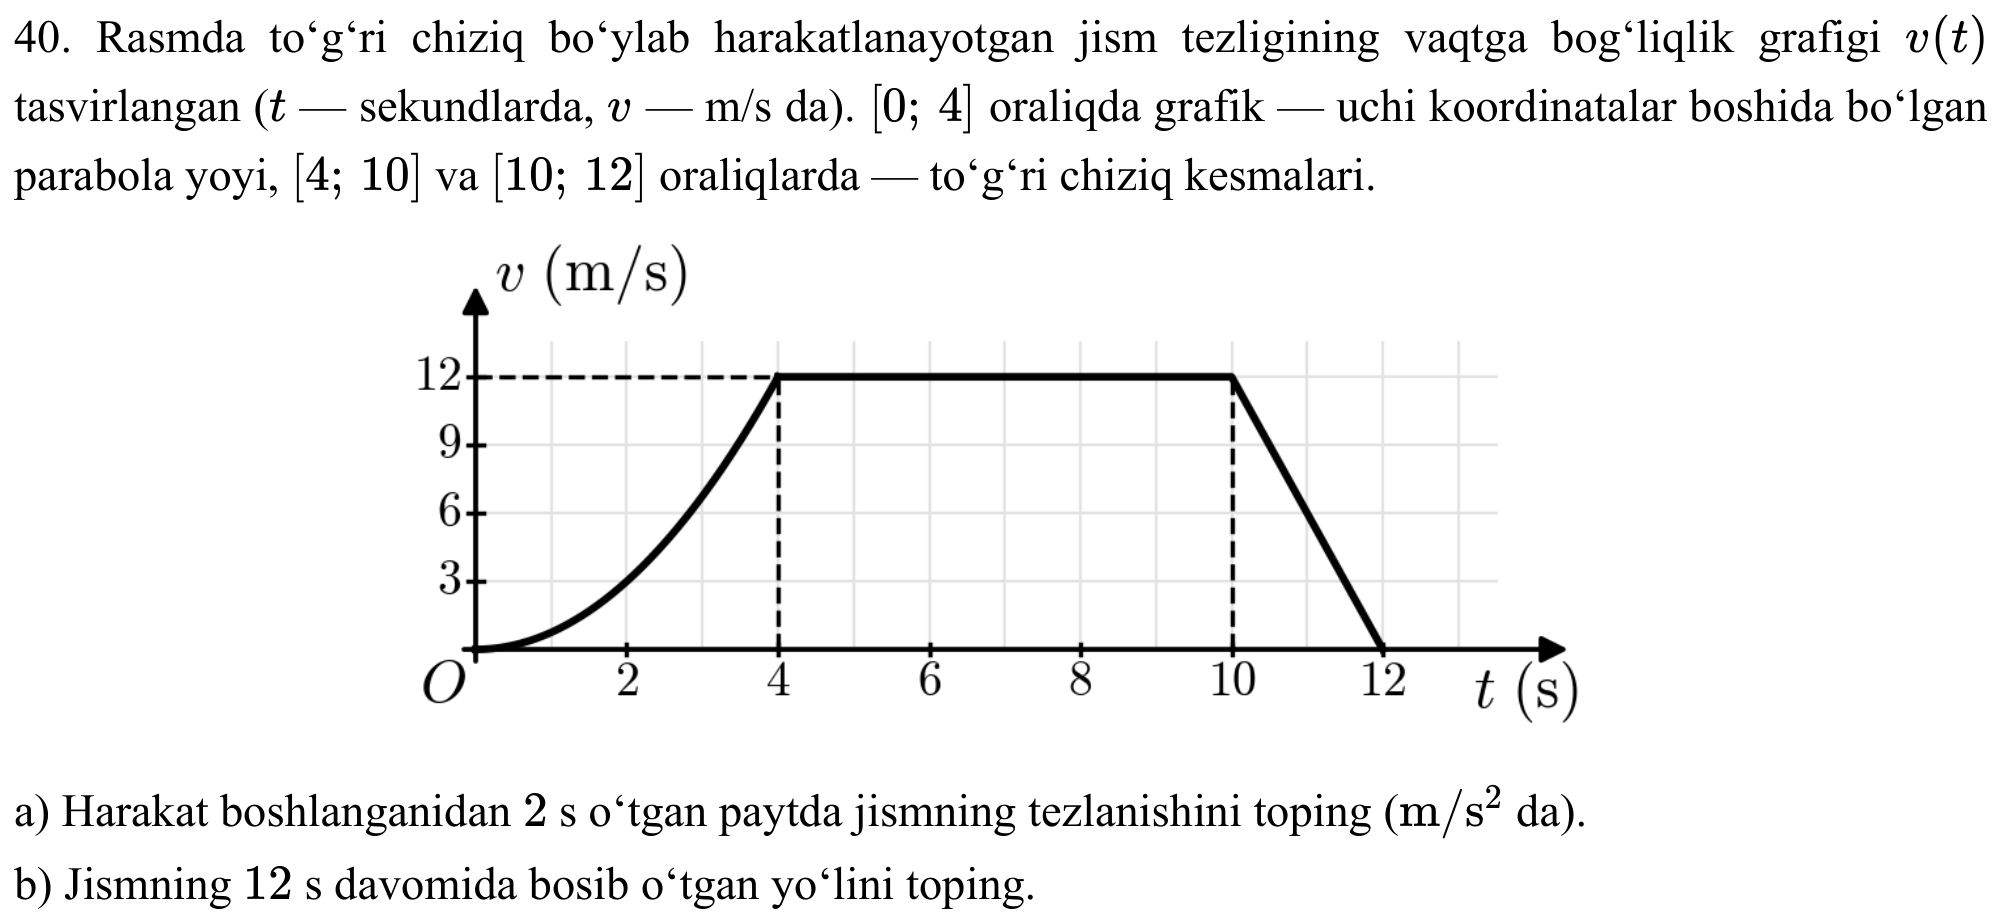 40. Rasmda to‘g‘ri chiziq bo‘ylab harakatlanayotgan jism tezligining vaqtga bog‘liqlik grafigi v(t)
tasvirlangan (t — sekundlarda, v — m/s da). [0; 4] oraliqda grafik — uchi koordinatalar boshida bo‘lgan
parabola yoyi, [4; 10] va [10; 12] oraliqlarda — to‘g‘ri chiziq kesmalari.
v (m/s)
12
9
6
3
O
2 4 6 8 10 12 t (s)
a) Harakat boshlanganidan 2 s o‘tgan paytda jismning tezlanishini toping (m/s² da).
b) Jismning 12 s davomida bosib o‘tgan yo‘lini toping.